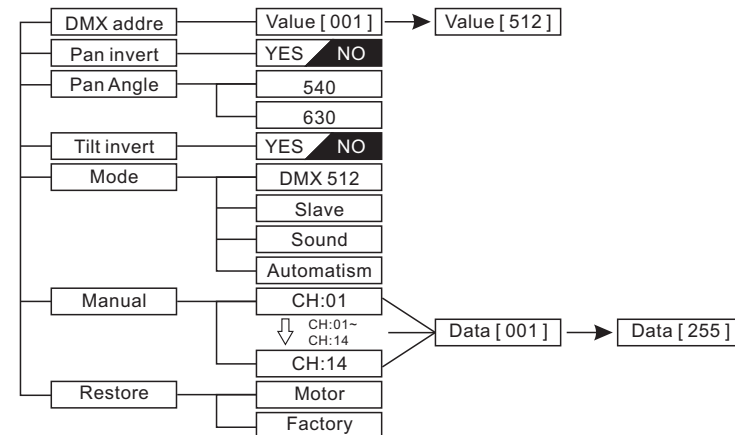 DMX addre Value [ 001 ] Value [ 512 ]
Pan invert YES NO
Pan Angle 540
630
Tilt invert YES NO
Mode DMX 512
Slave
Sound
Automatism
Manual CH:01
CH:01~
CH:14
Data [ 001 ] Data [ 255 ]
CH:14
Restore Motor
Factory